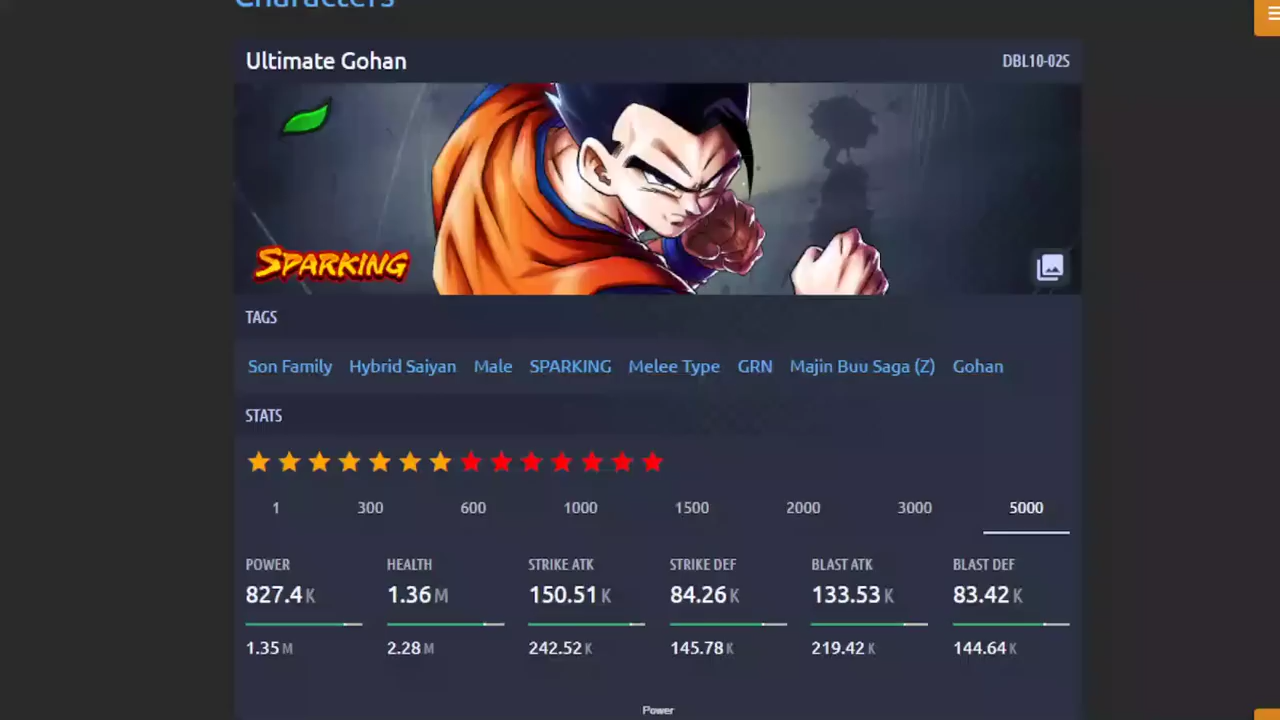 Characters
Ultimate Gohan DBL10-02S
SPARKING
TAGS
Son Family Hybrid Saiyan Male SPARKING Melee Type GRN Majin Buu Saga (Z) Gohan
STATS
1 300 600 1000 1500 2000 3000 5000
POWER HEALTH STRIKE ATK STRIKE DEF BLAST ATK BLAST DEF
827.4 K 1.36 M 150.51 K 84.26 K 133.53 K 83.42 K
1.35 M 2.28 M 242.52 K 145.78 K 219.42 K 144.64 K
Power